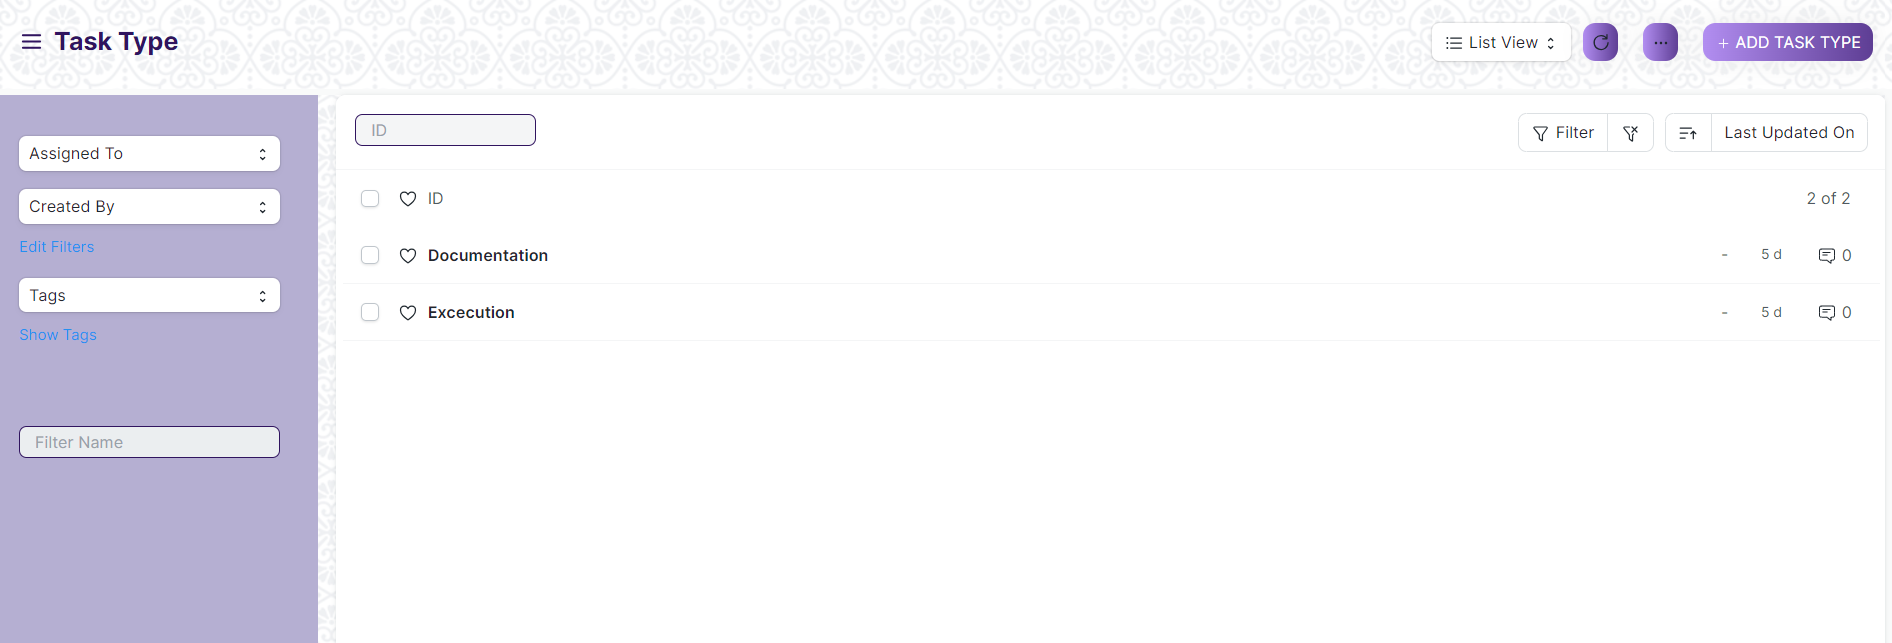 Task Type
List View
...
+ ADD TASK TYPE
Assigned To
Created By
Edit Filters
Tags
Show Tags
Filter Name
ID
Filter
Last Updated On
ID
2 of 2
Documentation
- 5 d 0
Excecution
- 5 d 0